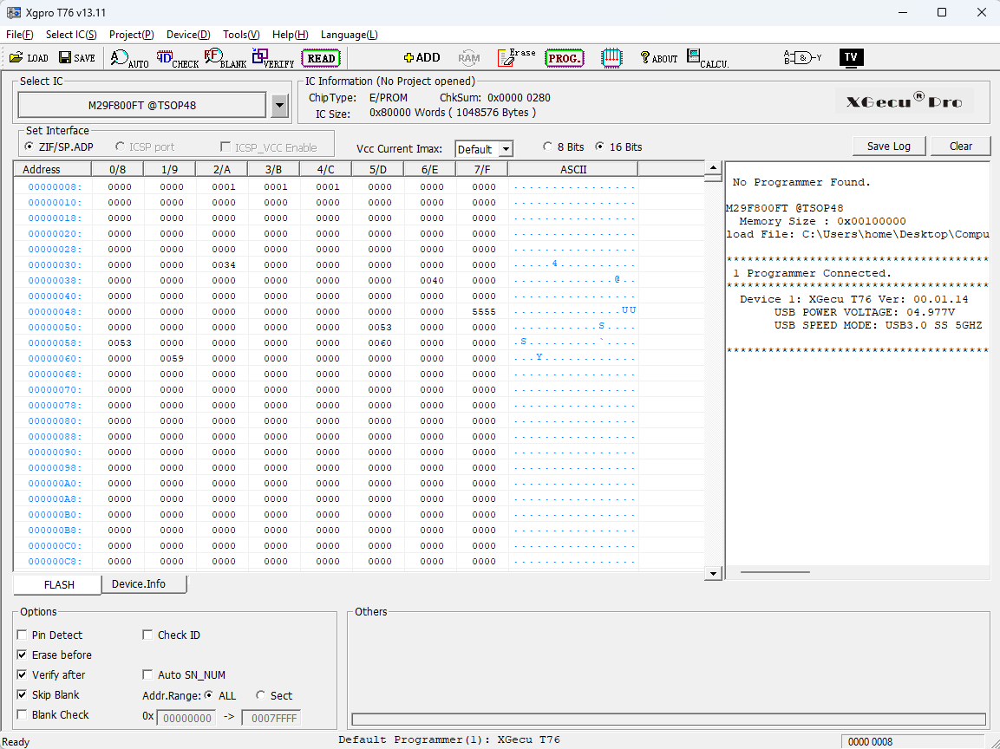 Xgpro T76 v13.11
File(F) Select IC(S) Project(P) Device(D) Tools(V) Help(H) Language(L)
LOAD SAVE AUTO CHECK BLANK VERIFY READ ADD RAM Erase PROG. ABOUT CALCU. &-Y TV
Select IC
M29F800FT @TSOP48
IC Information (No Project opened)
ChipType: E/PROM ChkSum: 0x0000 0280
IC Size: 0x80000 Words ( 1048576 Bytes )
XGecu® Pro
Set Interface
ZIF/SP.ADP ICSP port ICSP_VCC Enable
Vcc Current Imax: Default 8 Bits 16 Bits
Save Log Clear
Address 0/8 1/9 2/A 3/B 4/C 5/D 6/E 7/F ASCII
00000008: 0000 0000 0001 0001 0001 0000 0000 0000 ................
00000010: 0000 0000 0000 0000 0000 0000 0000 0000 ................
00000018: 0000 0000 0000 0000 0000 0000 0000 0000 ................
00000020: 0000 0000 0000 0000 0000 0000 0000 0000 ................
00000028: 0000 0000 0000 0000 0000 0000 0000 0000 ................
00000030: 0000 0000 0034 0000 0000 0000 0000 0000 .....4..........
00000038: 0000 0000 0000 0000 0000 0000 0040 0000 .............@..
00000040: 0000 0000 0000 0000 0000 0000 0000 0000 ................
00000048: 0000 0000 0000 0000 0000 0000 0000 5555 ..............UU
00000050: 0000 0000 0000 0000 0000 0053 0000 0000 ...........S....
00000058: 0053 0000 0000 0000 0000 0060 0000 0000 .S.........`....
00000060: 0000 0059 0000 0000 0000 0000 0000 0000 ...Y............
00000068: 0000 0000 0000 0000 0000 0000 0000 0000 ................
00000070: 0000 0000 0000 0000 0000 0000 0000 0000 ................
00000078: 0000 0000 0000 0000 0000 0000 0000 0000 ................
00000080: 0000 0000 0000 0000 0000 0000 0000 0000 ................
00000088: 0000 0000 0000 0000 0000 0000 0000 0000 ................
00000090: 0000 0000 0000 0000 0000 0000 0000 0000 ................
00000098: 0000 0000 0000 0000 0000 0000 0000 0000 ................
000000A0: 0000 0000 0000 0000 0000 0000 0000 0000 ................
000000A8: 0000 0000 0000 0000 0000 0000 0000 0000 ................
000000B0: 0000 0000 0000 0000 0000 0000 0000 0000 ................
000000B8: 0000 0000 0000 0000 0000 0000 0000 0000 ................
000000C0: 0000 0000 0000 0000 0000 0000 0000 0000 ................
000000C8: 0000 0000 0000 0000 0000 0000 0000 0000 ................
No Programmer Found.
M29F800FT @TSOP48
Memory Size : 0x00100000
load File: C:\Users\home\Desktop\Compu
**************************************
1 Programmer Connected.
**************************************
Device 1: XGecu T76 Ver: 00.01.14
USB POWER VOLTAGE: 04.977V
USB SPEED MODE: USB3.0 SS 5GHZ
**************************************
FLASH Device.Info
Options
Pin Detect Check ID
Erase before
Verify after Auto SN_NUM
Skip Blank Addr.Range: ALL Sect
Blank Check 0x 00000000 -> 0007FFFF
Others
Ready Default Programmer(1): XGecu T76 0000 0008